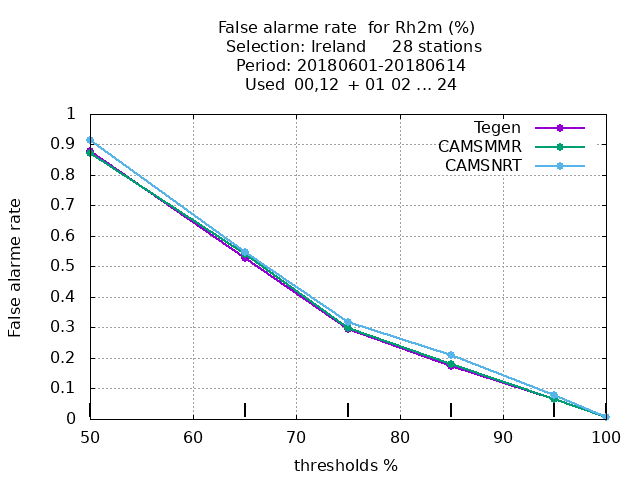 False alarme rate  for Rh2m (%)
Selection: Ireland     28 stations
Period: 20180601-20180614
Used  00,12  + 01 02 ... 24
Tegen
CAMSMMR
CAMSNRT
False alarme rate
1
0.9
0.8
0.7
0.6
0.5
0.4
0.3
0.2
0.1
0
50
60
70
80
90
100
thresholds %